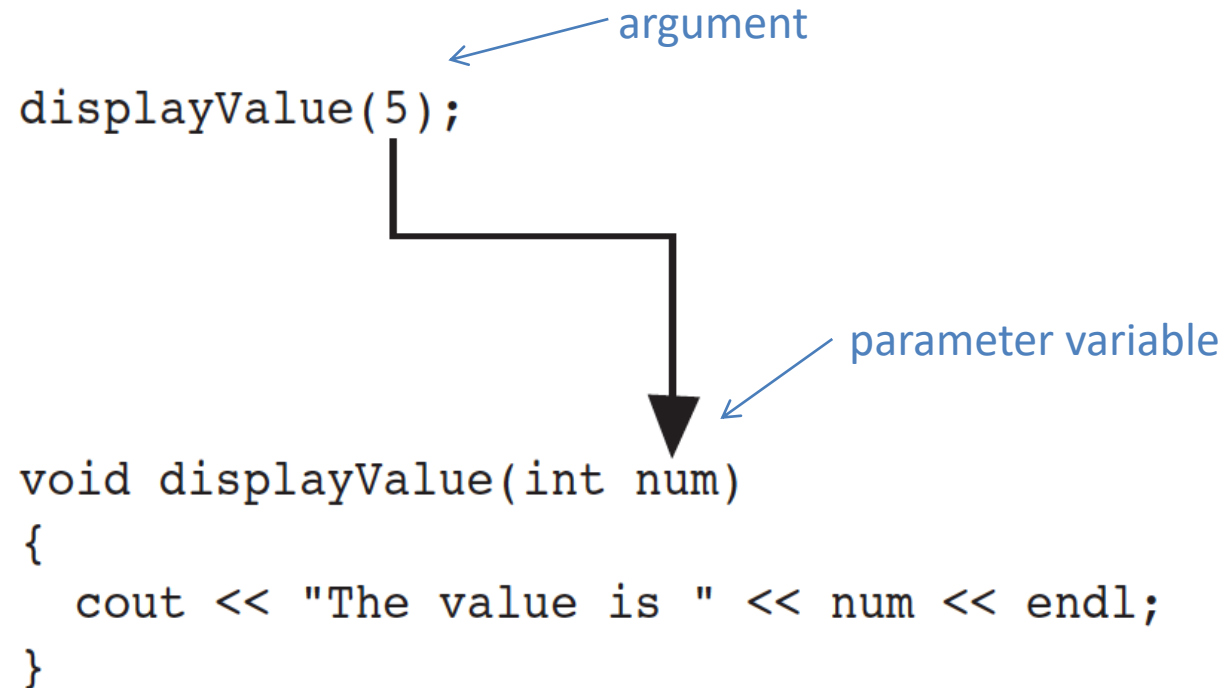 argument
displayValue(5);
parameter variable
void displayValue(int num)
{
  cout << "The value is " << num << endl;
}